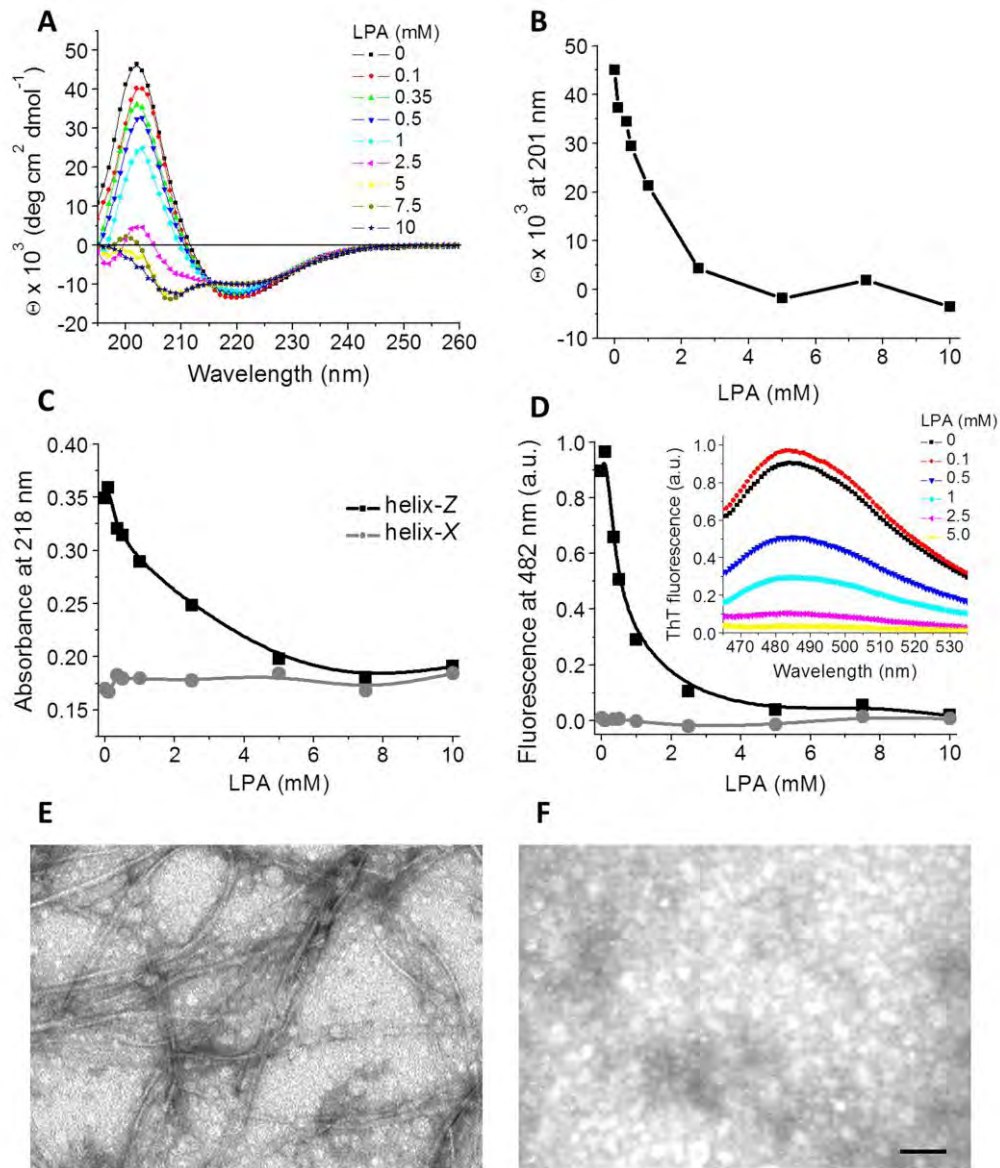 A
LPA (mM)
0
0.1
0.35
0.5
1
2.5
5
7.5
10
Θ x 10³ (deg cm² dmol⁻¹)
50
40
30
20
10
0
-10
-20
200 210 220 230 240 250 260
Wavelength (nm)
B
Θ x 10³ at 201 nm
50
40
30
20
10
0
-10
0 2 4 6 8 10
LPA (mM)
C
Absorbance at 218 nm
0.40
0.35
0.30
0.25
0.20
0.15
helix-Z
helix-X
0 2 4 6 8 10
LPA (mM)
D
Fluorescence at 482 nm (a.u.)
1.0
0.8
0.6
0.4
0.2
0.0
0 2 4 6 8 10
LPA (mM)
ThT fluorescence (a.u.)
1.0
0.8
0.6
0.4
0.2
0.0
470 480 490 500 510 520 530
Wavelength (nm)
LPA (mM)
0
0.1
0.5
1
2.5
5.0
E
F